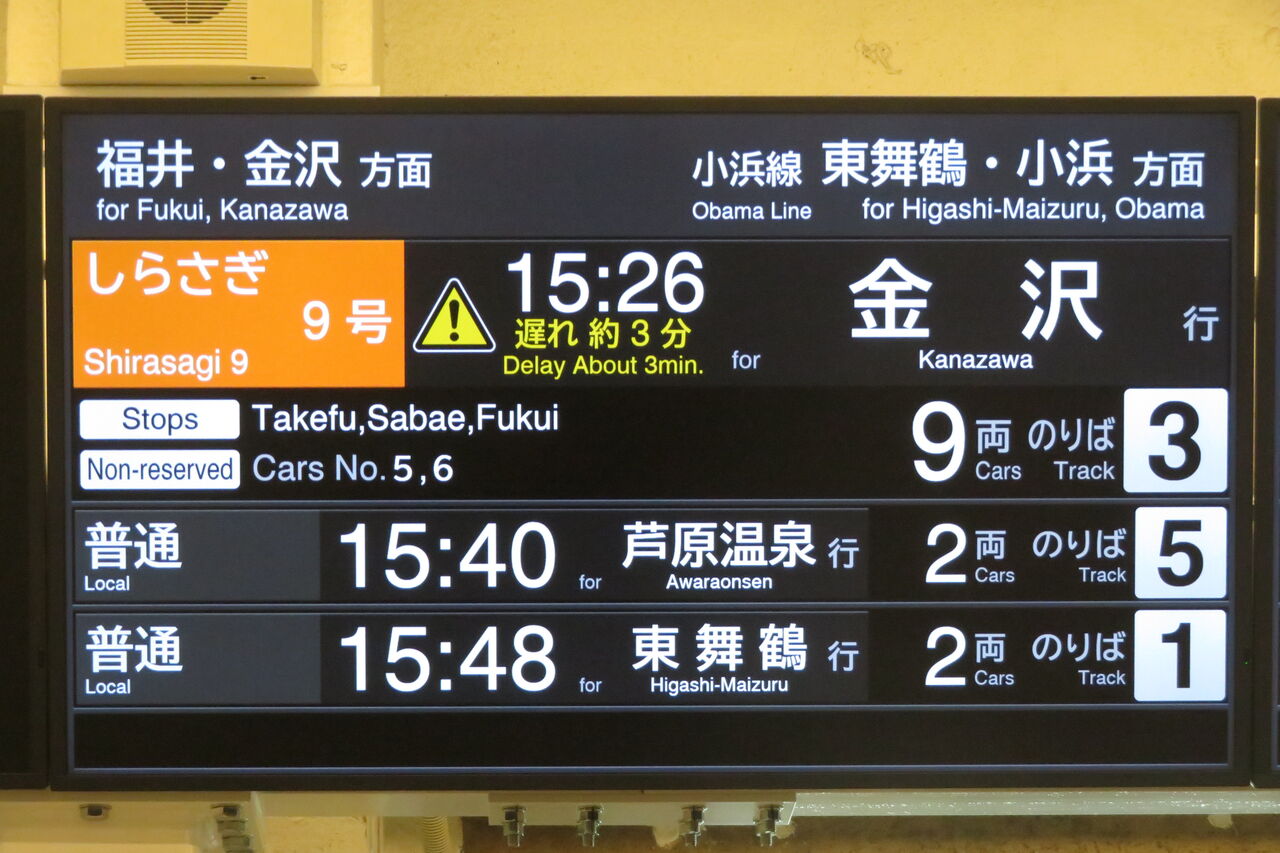 福井・金沢 方面
for Fukui, Kanazawa
小浜線 東舞鶴・小浜 方面
Obama Line for Higashi-Maizuru, Obama
しらさぎ
9 号
Shirasagi 9
15:26
遅れ 約 3 分
Delay About 3min.
for
金 沢 行
Kanazawa
Stops Takefu,Sabae,Fukui
Non-reserved Cars No. 5,6
9 両 のりば 3
Cars Track
普通 15:40 芦原温泉 行 2 両 のりば 5
Local for Awaraonsen Cars Track
普通 15:48 東舞鶴 行 2 両 のりば 1
Local for Higashi-Maizuru Cars Track